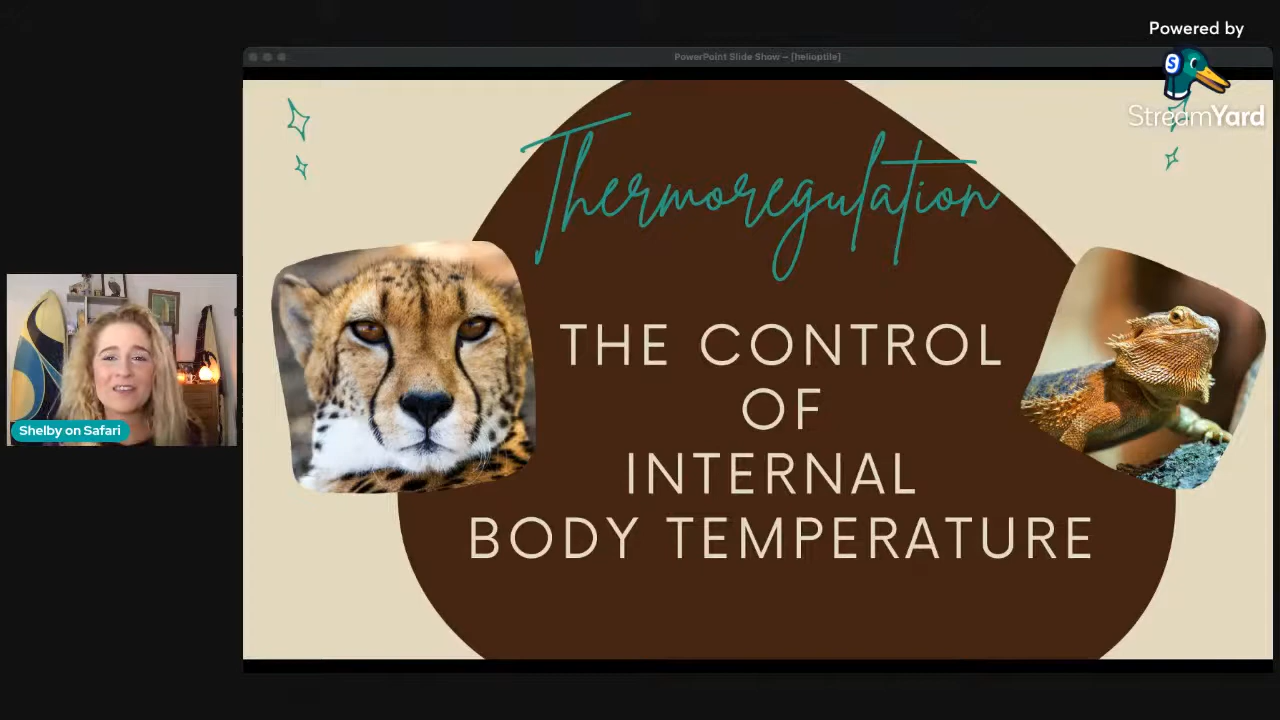 Powered by
PowerPoint Slide Show – [helioptile]
S
StreamYard
Thermoregulation
THE CONTROL
OF
INTERNAL
BODY TEMPERATURE
Shelby on Safari